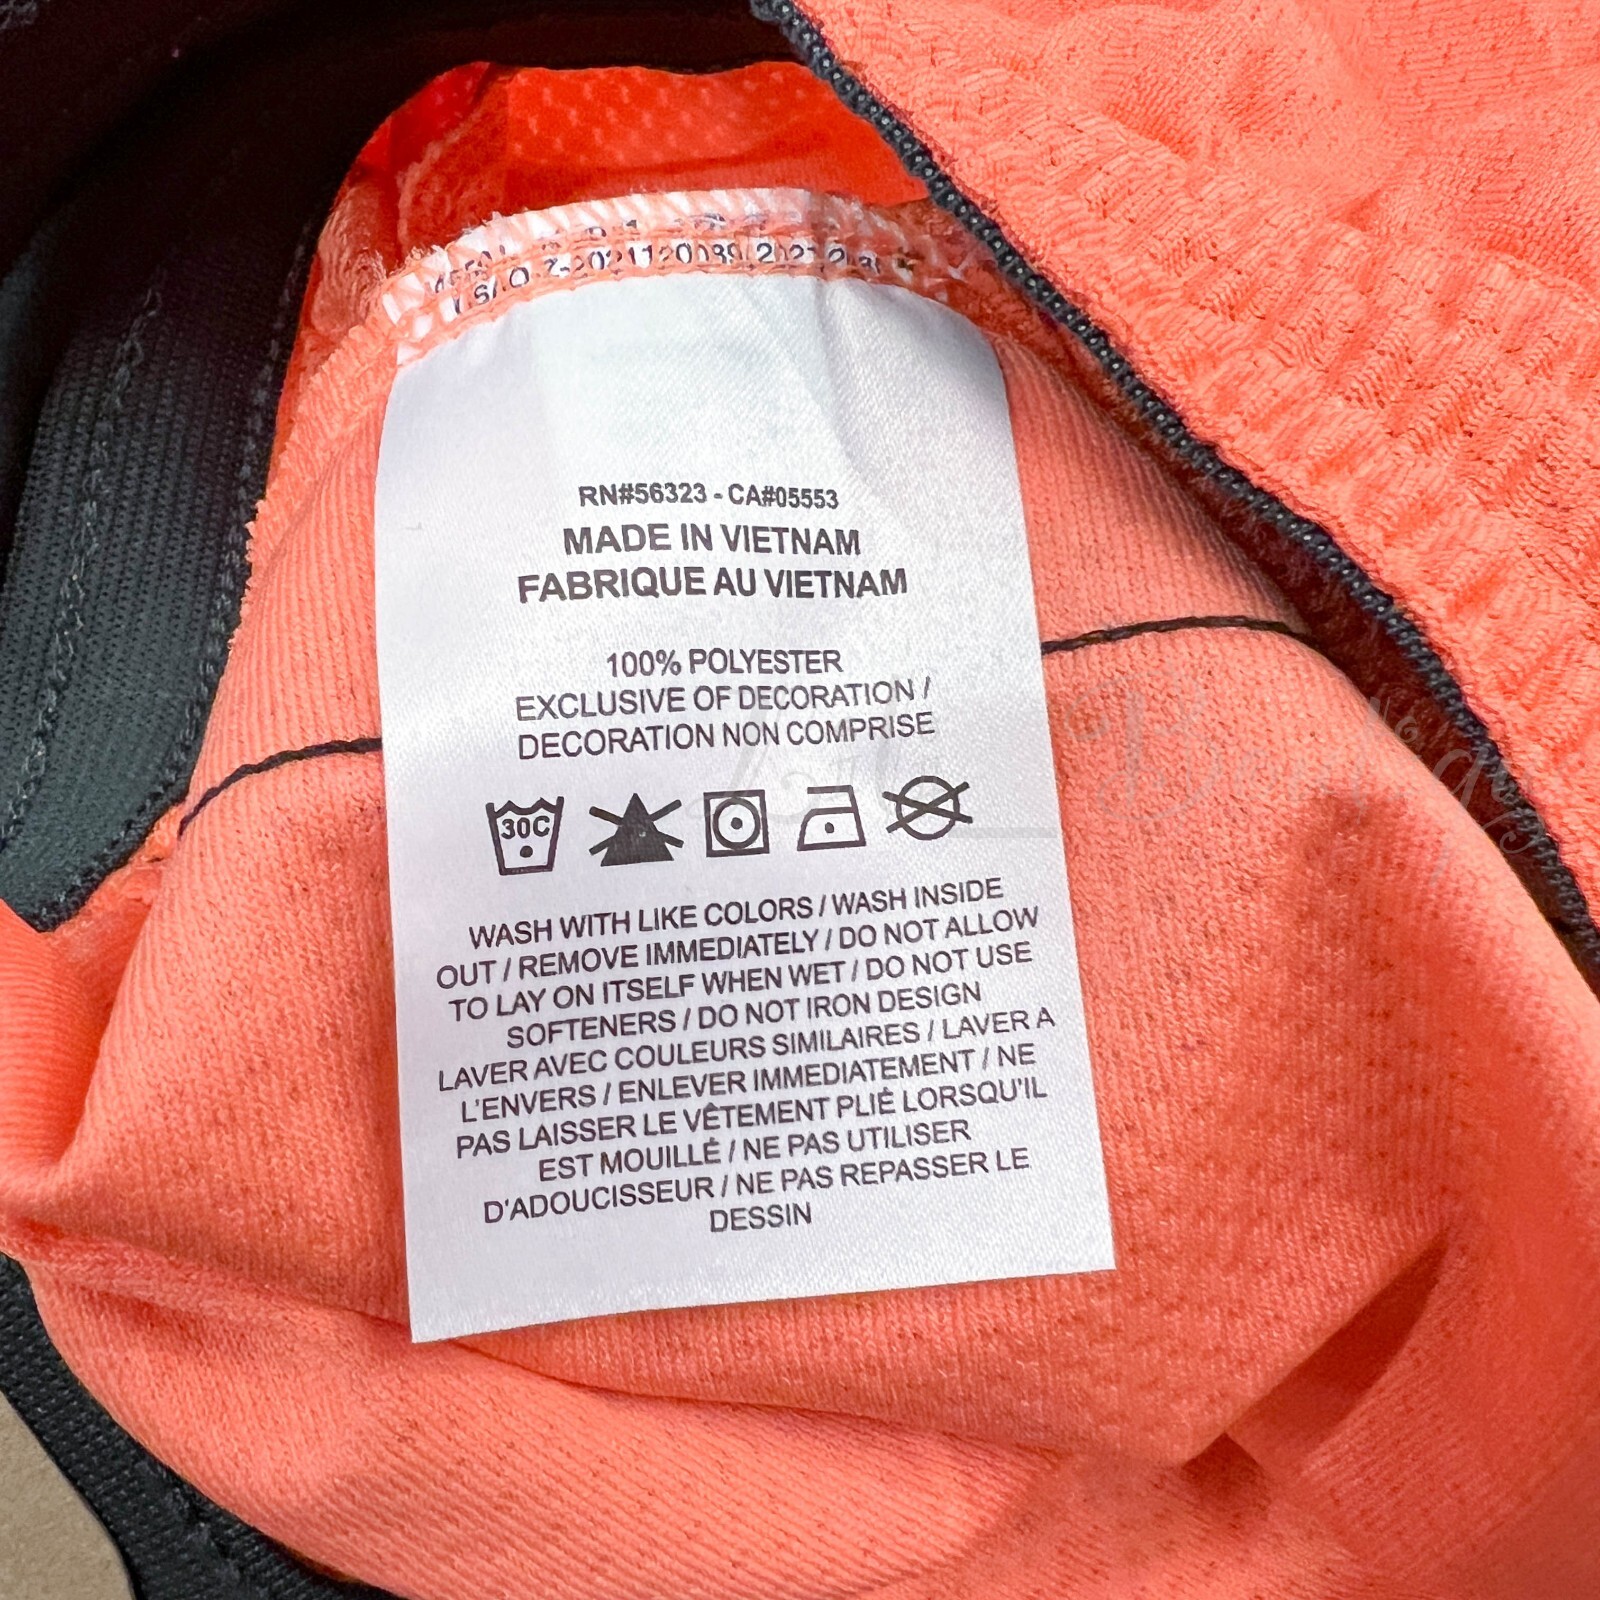 RN#56323 - CA#05553
MADE IN VIETNAM
FABRIQUE AU VIETNAM
100% POLYESTER
EXCLUSIVE OF DECORATION /
DECORATION NON COMPRISE
30C
WASH WITH LIKE COLORS / WASH INSIDE
OUT / REMOVE IMMEDIATELY / DO NOT ALLOW
TO LAY ON ITSELF WHEN WET / DO NOT USE
SOFTENERS / DO NOT IRON DESIGN
LAVER AVEC COULEURS SIMILAIRES / LAVER A
L'ENVERS / ENLEVER IMMEDIATEMENT / NE
PAS LAISSER LE VÊTEMENT PLIÉ LORSQU'IL
EST MOUILLÉ / NE PAS UTILISER
D'ADOUCISSEUR / NE PAS REPASSER LE
DESSIN